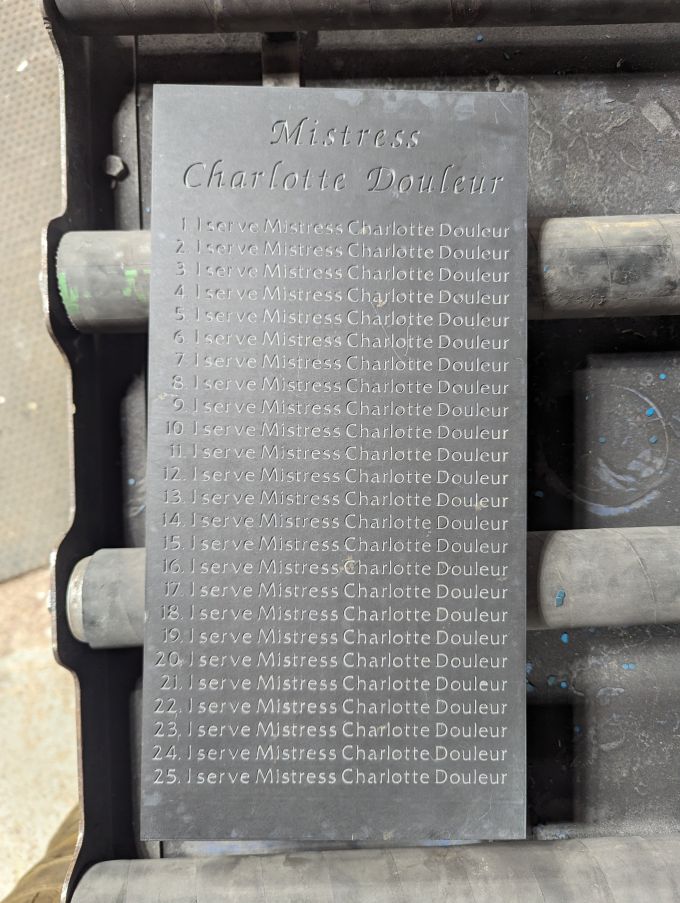 Mistress
Charlotte Douleur
1. I serve Mistress Charlotte Douleur
2. I serve Mistress Charlotte Douleur
3. I serve Mistress Charlotte Douleur
4. I serve Mistress Charlotte Douleur
5. I serve Mistress Charlotte Douleur
6. I serve Mistress Charlotte Douleur
7. I serve Mistress Charlotte Douleur
8. I serve Mistress Charlotte Douleur
9. I serve Mistress Charlotte Douleur
10. I serve Mistress Charlotte Douleur
11. I serve Mistress Charlotte Douleur
12. I serve Mistress Charlotte Douleur
13. I serve Mistress Charlotte Douleur
14. I serve Mistress Charlotte Douleur
15. I serve Mistress Charlotte Douleur
16. I serve Mistress Charlotte Douleur
17. I serve Mistress Charlotte Douleur
18. I serve Mistress Charlotte Douleur
19. I serve Mistress Charlotte Douleur
20. I serve Mistress Charlotte Douleur
21. I serve Mistress Charlotte Douleur
22. I serve Mistress Charlotte Douleur
23. I serve Mistress Charlotte Douleur
24. I serve Mistress Charlotte Douleur
25. I serve Mistress Charlotte Douleur